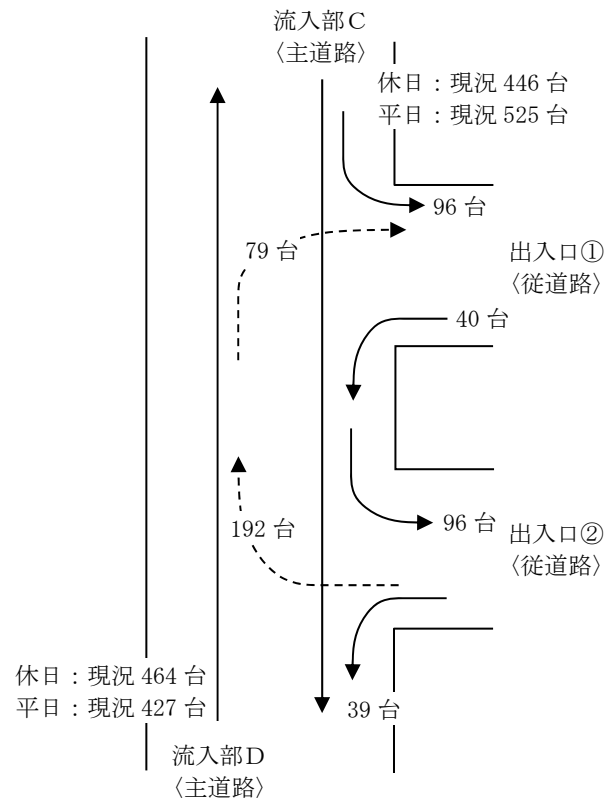 流入部C
〈主道路〉
休日：現況 446 台
平日：現況 525 台
96 台
79 台
出入口①
〈従道路〉
40 台
96 台
192 台
出入口②
〈従道路〉
休日：現況 464 台
平日：現況 427 台
39 台
流入部D
〈主道路〉